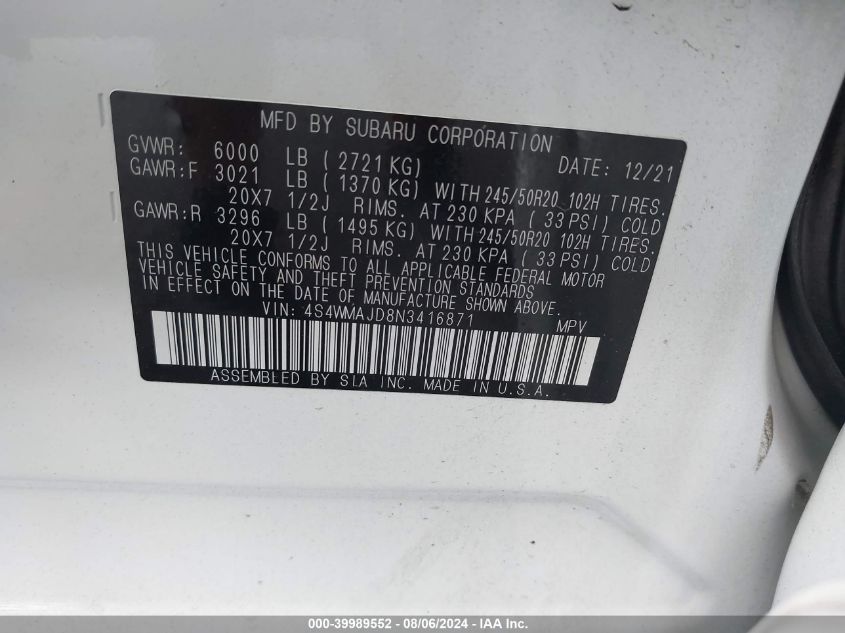 MFD BY SUBARU CORPORATION
GVWR: 6000 LB ( 2721 KG) DATE: 12/21
GAWR:F 3021 LB ( 1370 KG) WITH 245/50R20 102H TIRES.
20X7 1/2J RIMS. AT 230 KPA ( 33 PSI) COLD
GAWR:R 3296 LB ( 1495 KG) WITH 245/50R20 102H TIRES.
20X7 1/2J RIMS. AT 230 KPA ( 33 PSI) COLD
THIS VEHICLE CONFORMS TO ALL APPLICABLE FEDERAL MOTOR
VEHICLE SAFETY AND THEFT PREVENTION STANDARDS
IN EFFECT ON THE DATE OF MANUFACTURE SHOWN ABOVE.
VIN: 4S4WMAJD8N3416871 MPV
ASSEMBLED BY SIA INC. MADE IN U.S.A.
000-39989552 - 08/06/2024 - IAA Inc.